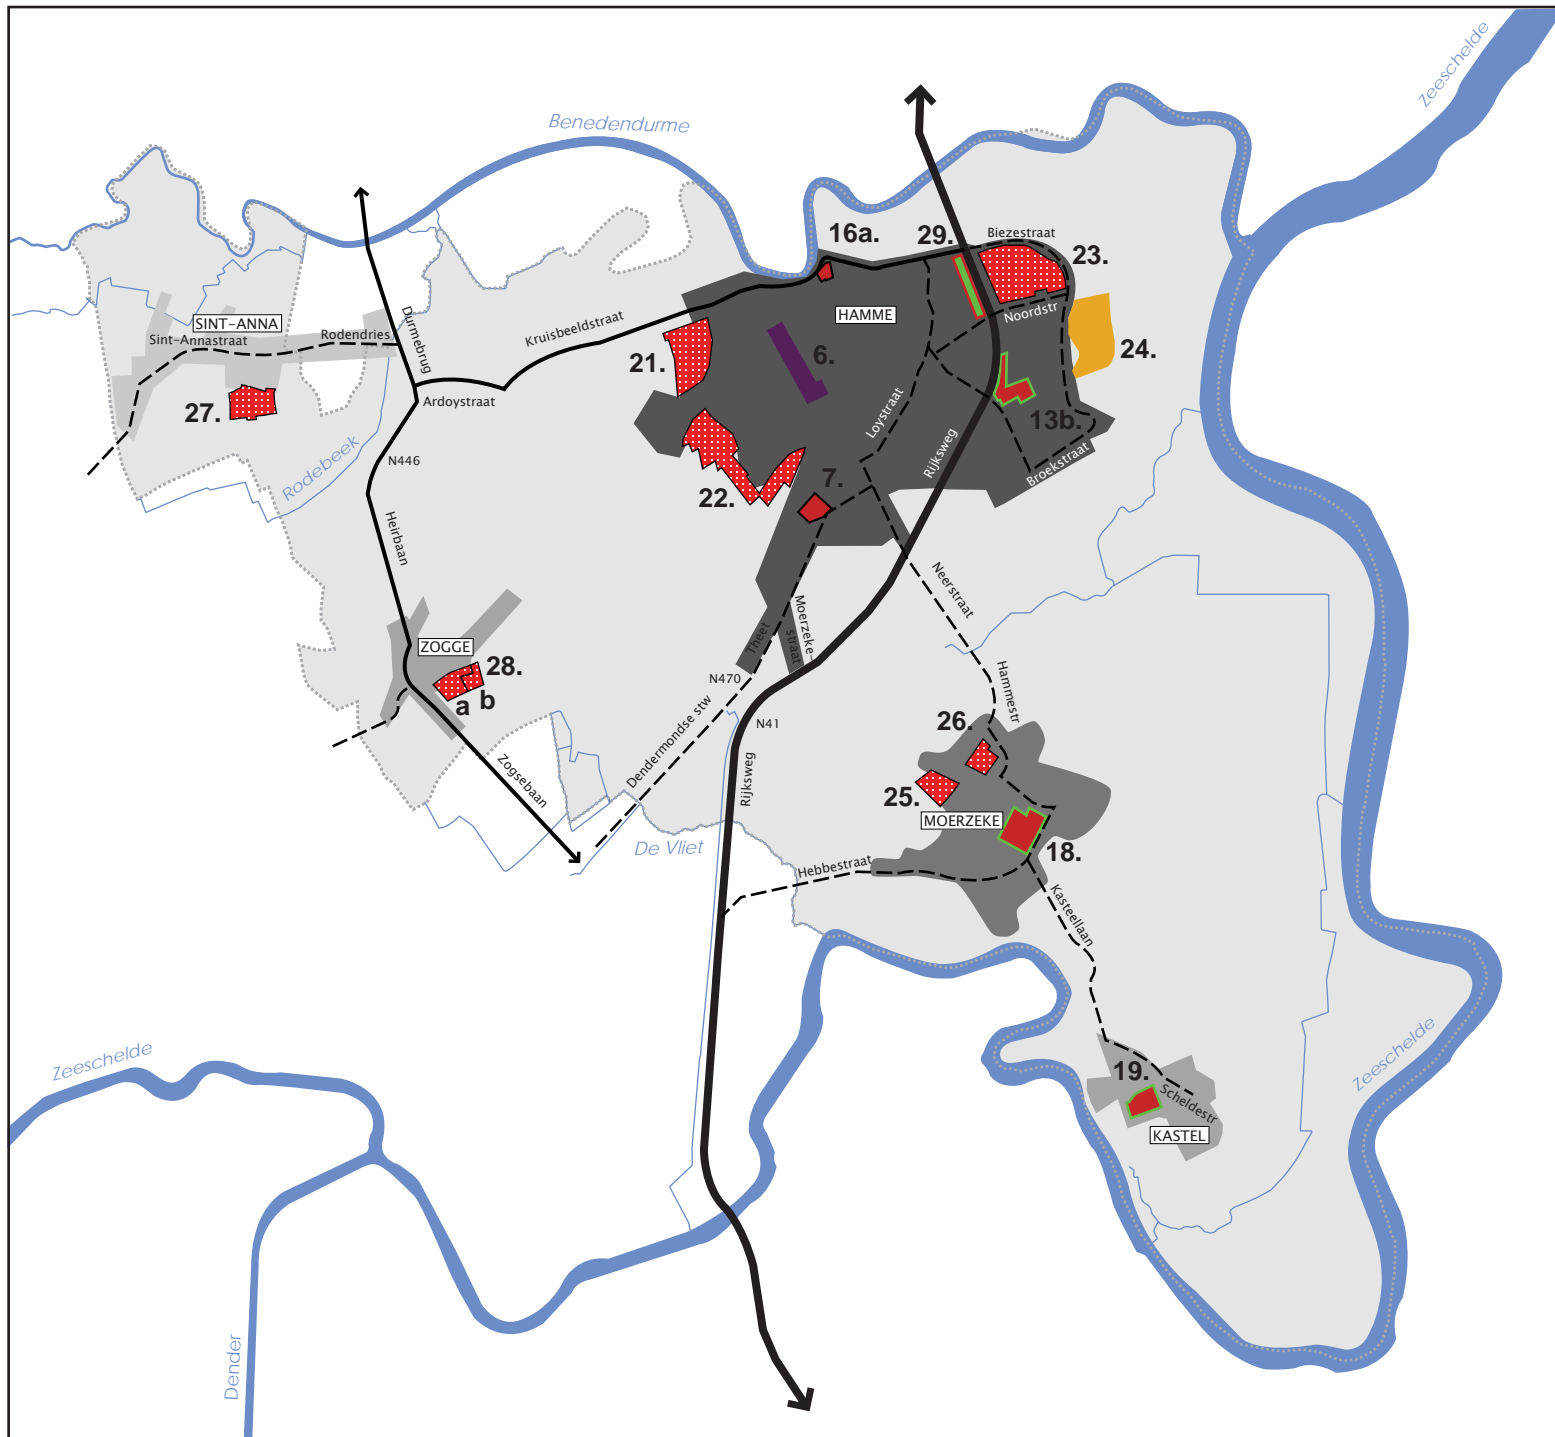 Zeeschelde
Benedendurme
16a.
29.
Biezestraat
23.
SINT-ANNA
Sint-Annastraat
Rodendries
Durmebrug
Kruisbeeldstraat
HAMME
Noordstr
21.
6.
24.
27.
Ardoystraat
Loystraat
13b.
Rodebeek
N446
Rijksweg
Broekstraat
22.
7.
Heirbaan
Neerstraat
Theet
Moerzeke-
straat
ZOGGE
28.
a
b
N470
Hammestr
Dendermondse stw
N41
26.
Zogsebaan
Rijksweg
25.
MOERZEKE
De Vliet
18.
Hebbestraat
Kasteellaan
Zeeschelde
Zeeschelde
19.
Scheldestr
KASTEL
Dender